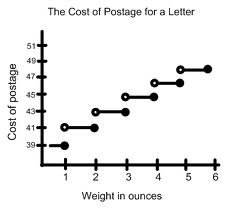 The Cost of Postage for a Letter
51
49
47
45
43
41
39
Cost of postage
1 2 3 4 5 6
Weight in ounces